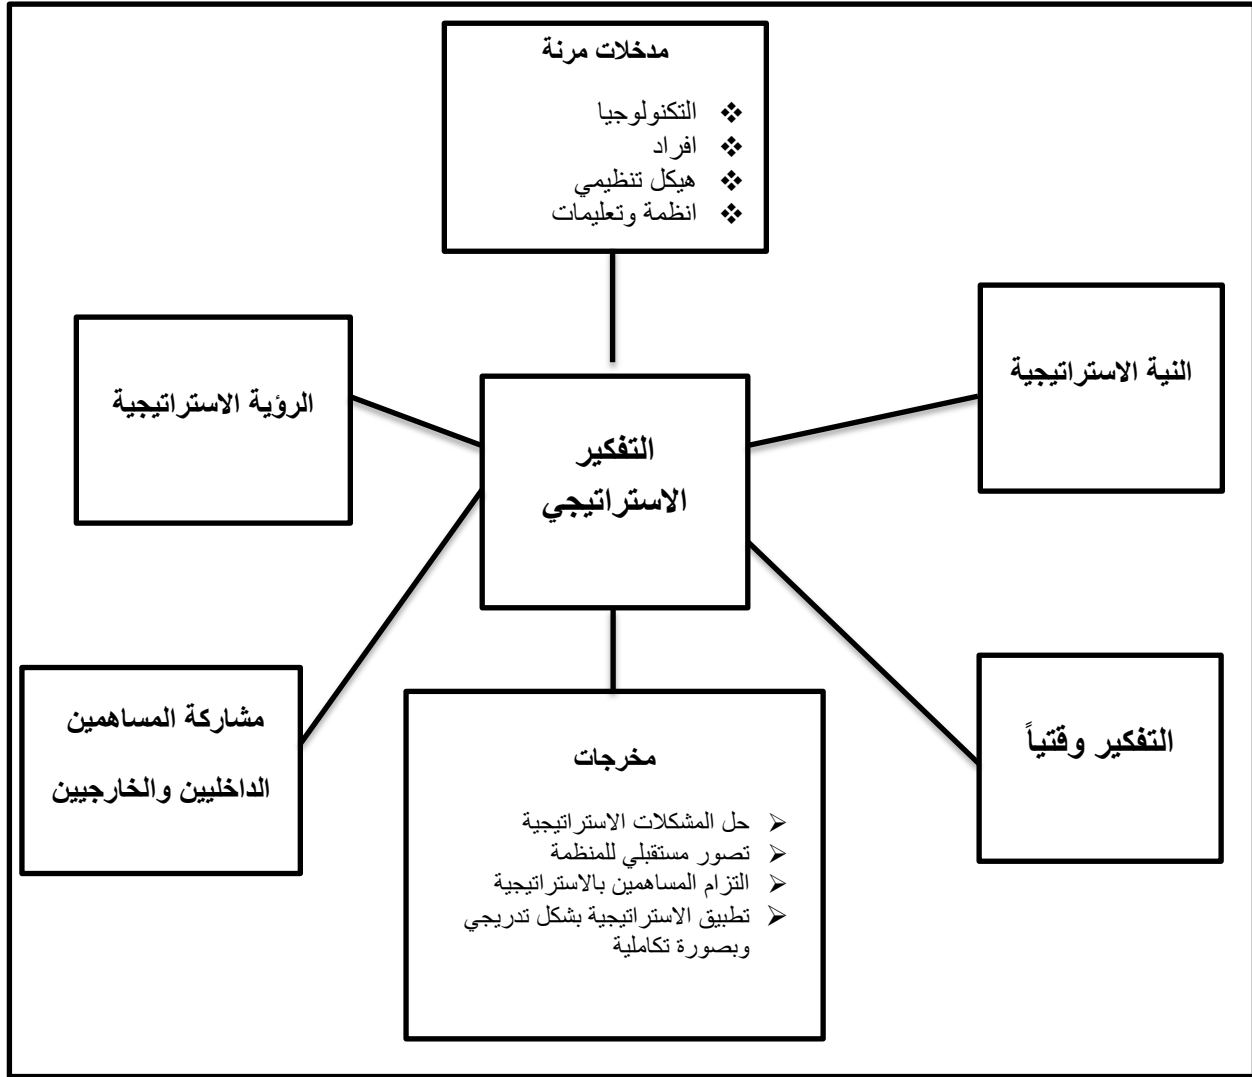 مدخلات مرنة
❖ التكنولوجيا
❖ افراد
❖ هيكل تنظيمي
❖ انظمة وتعليمات
النية الاستراتيجية
الرؤية الاستراتيجية
التفكير
الاستراتيجي
التفكير وقتياً
مشاركة المساهمين
الداخليين والخارجيين
مخرجات
➢ حل المشكلات الاستراتيجية
➢ تصور مستقبلي للمنظمة
➢ التزام المساهمين بالاستراتيجية
➢ تطبيق الاستراتيجية بشكل تدريجي
وبصورة تكاملية